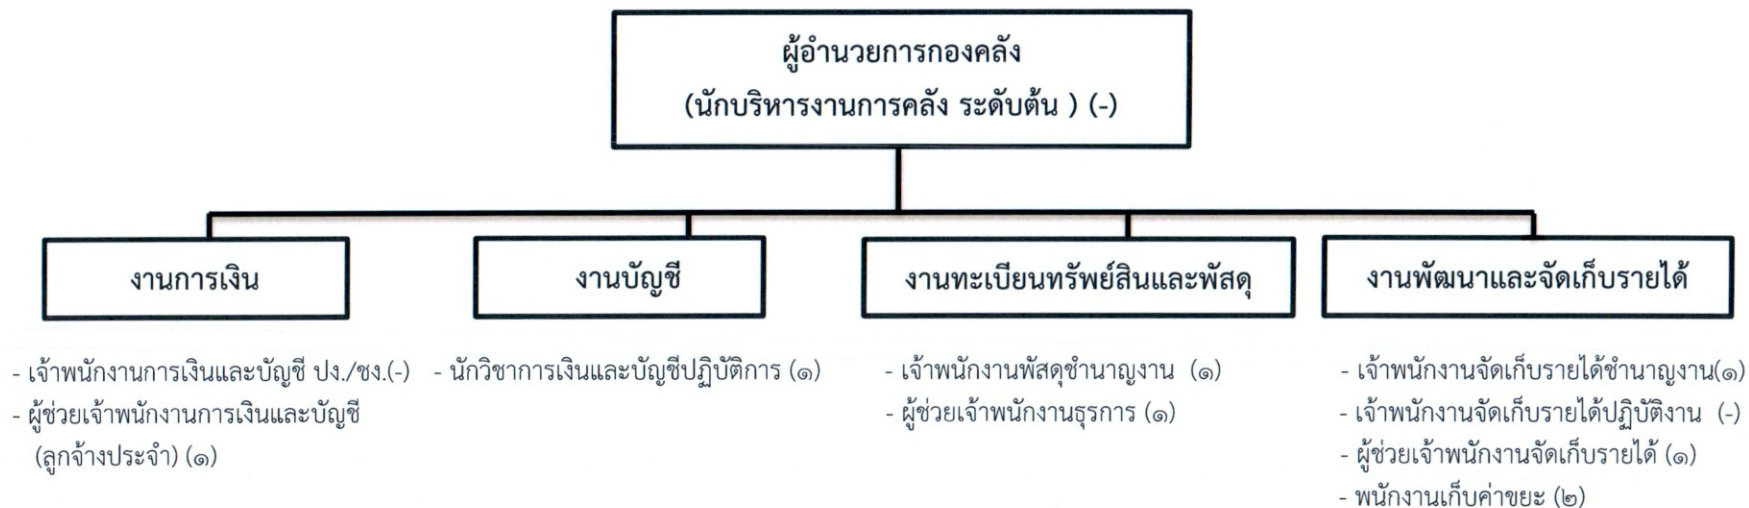 ผู้อำนวยการกองคลัง
(นักบริหารงานการคลัง ระดับต้น ) (-)
งานการเงิน
- เจ้าพนักงานการเงินและบัญชี ปง./ชง.(-)
- ผู้ช่วยเจ้าพนักงานการเงินและบัญชี
(ลูกจ้างประจำ) (๑)
งานบัญชี
- นักวิชาการเงินและบัญชีปฏิบัติการ (๑)
งานทะเบียนทรัพย์สินและพัสดุ
- เจ้าพนักงานพัสดุชำนาญงาน (๑)
- ผู้ช่วยเจ้าพนักงานธุรการ (๑)
งานพัฒนาและจัดเก็บรายได้
- เจ้าพนักงานจัดเก็บรายได้ชำนาญงาน(๑)
- เจ้าพนักงานจัดเก็บรายได้ปฏิบัติงาน (-)
- ผู้ช่วยเจ้าพนักงานจัดเก็บรายได้ (๑)
- พนักงานเก็บค่าขยะ (๒)